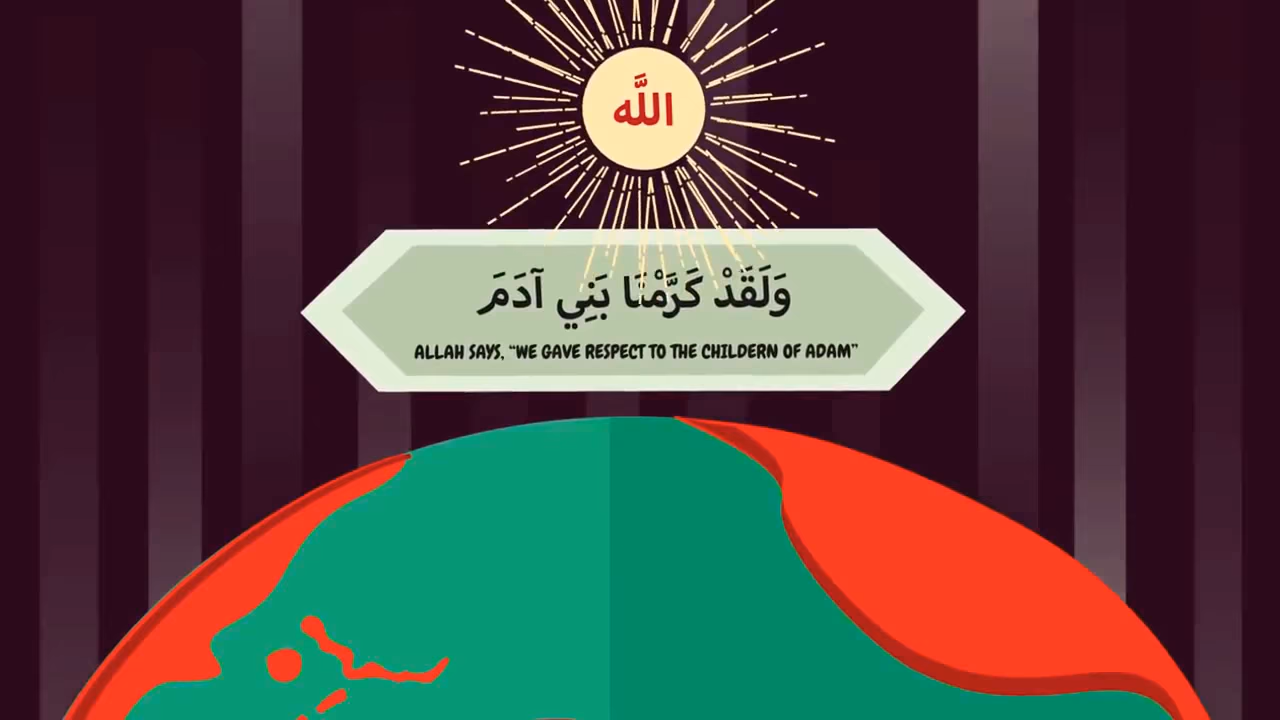 اللَّه
وَلَقَدْ كَرَّمْنَا بَنِي آدَمَ
ALLAH SAYS, “WE GAVE RESPECT TO THE CHILDERN OF ADAM”